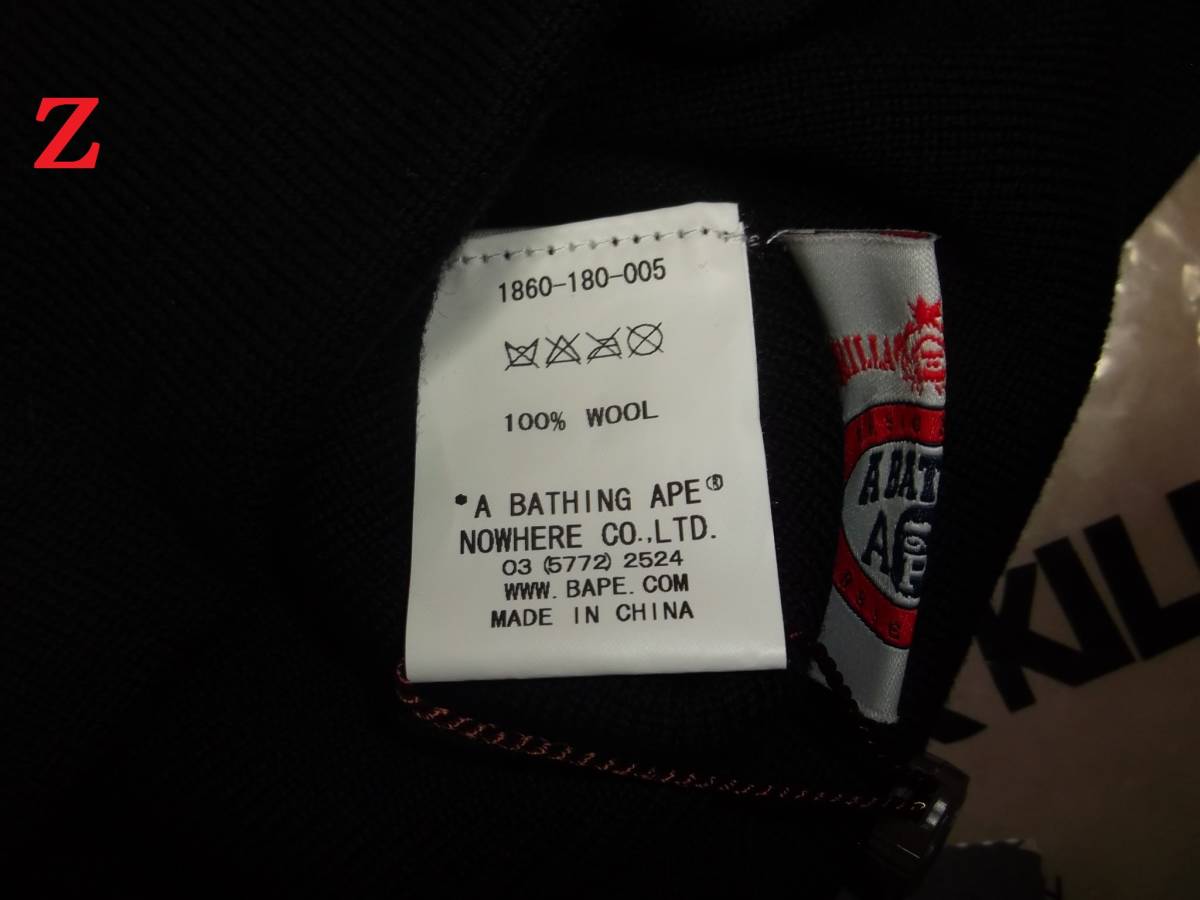 Z
1860-180-005
100% WOOL
•A BATHING APE®
NOWHERE CO.,LTD.
03 (5772) 2524
WWW. BAPE. COM
MADE IN CHINA
A BAT